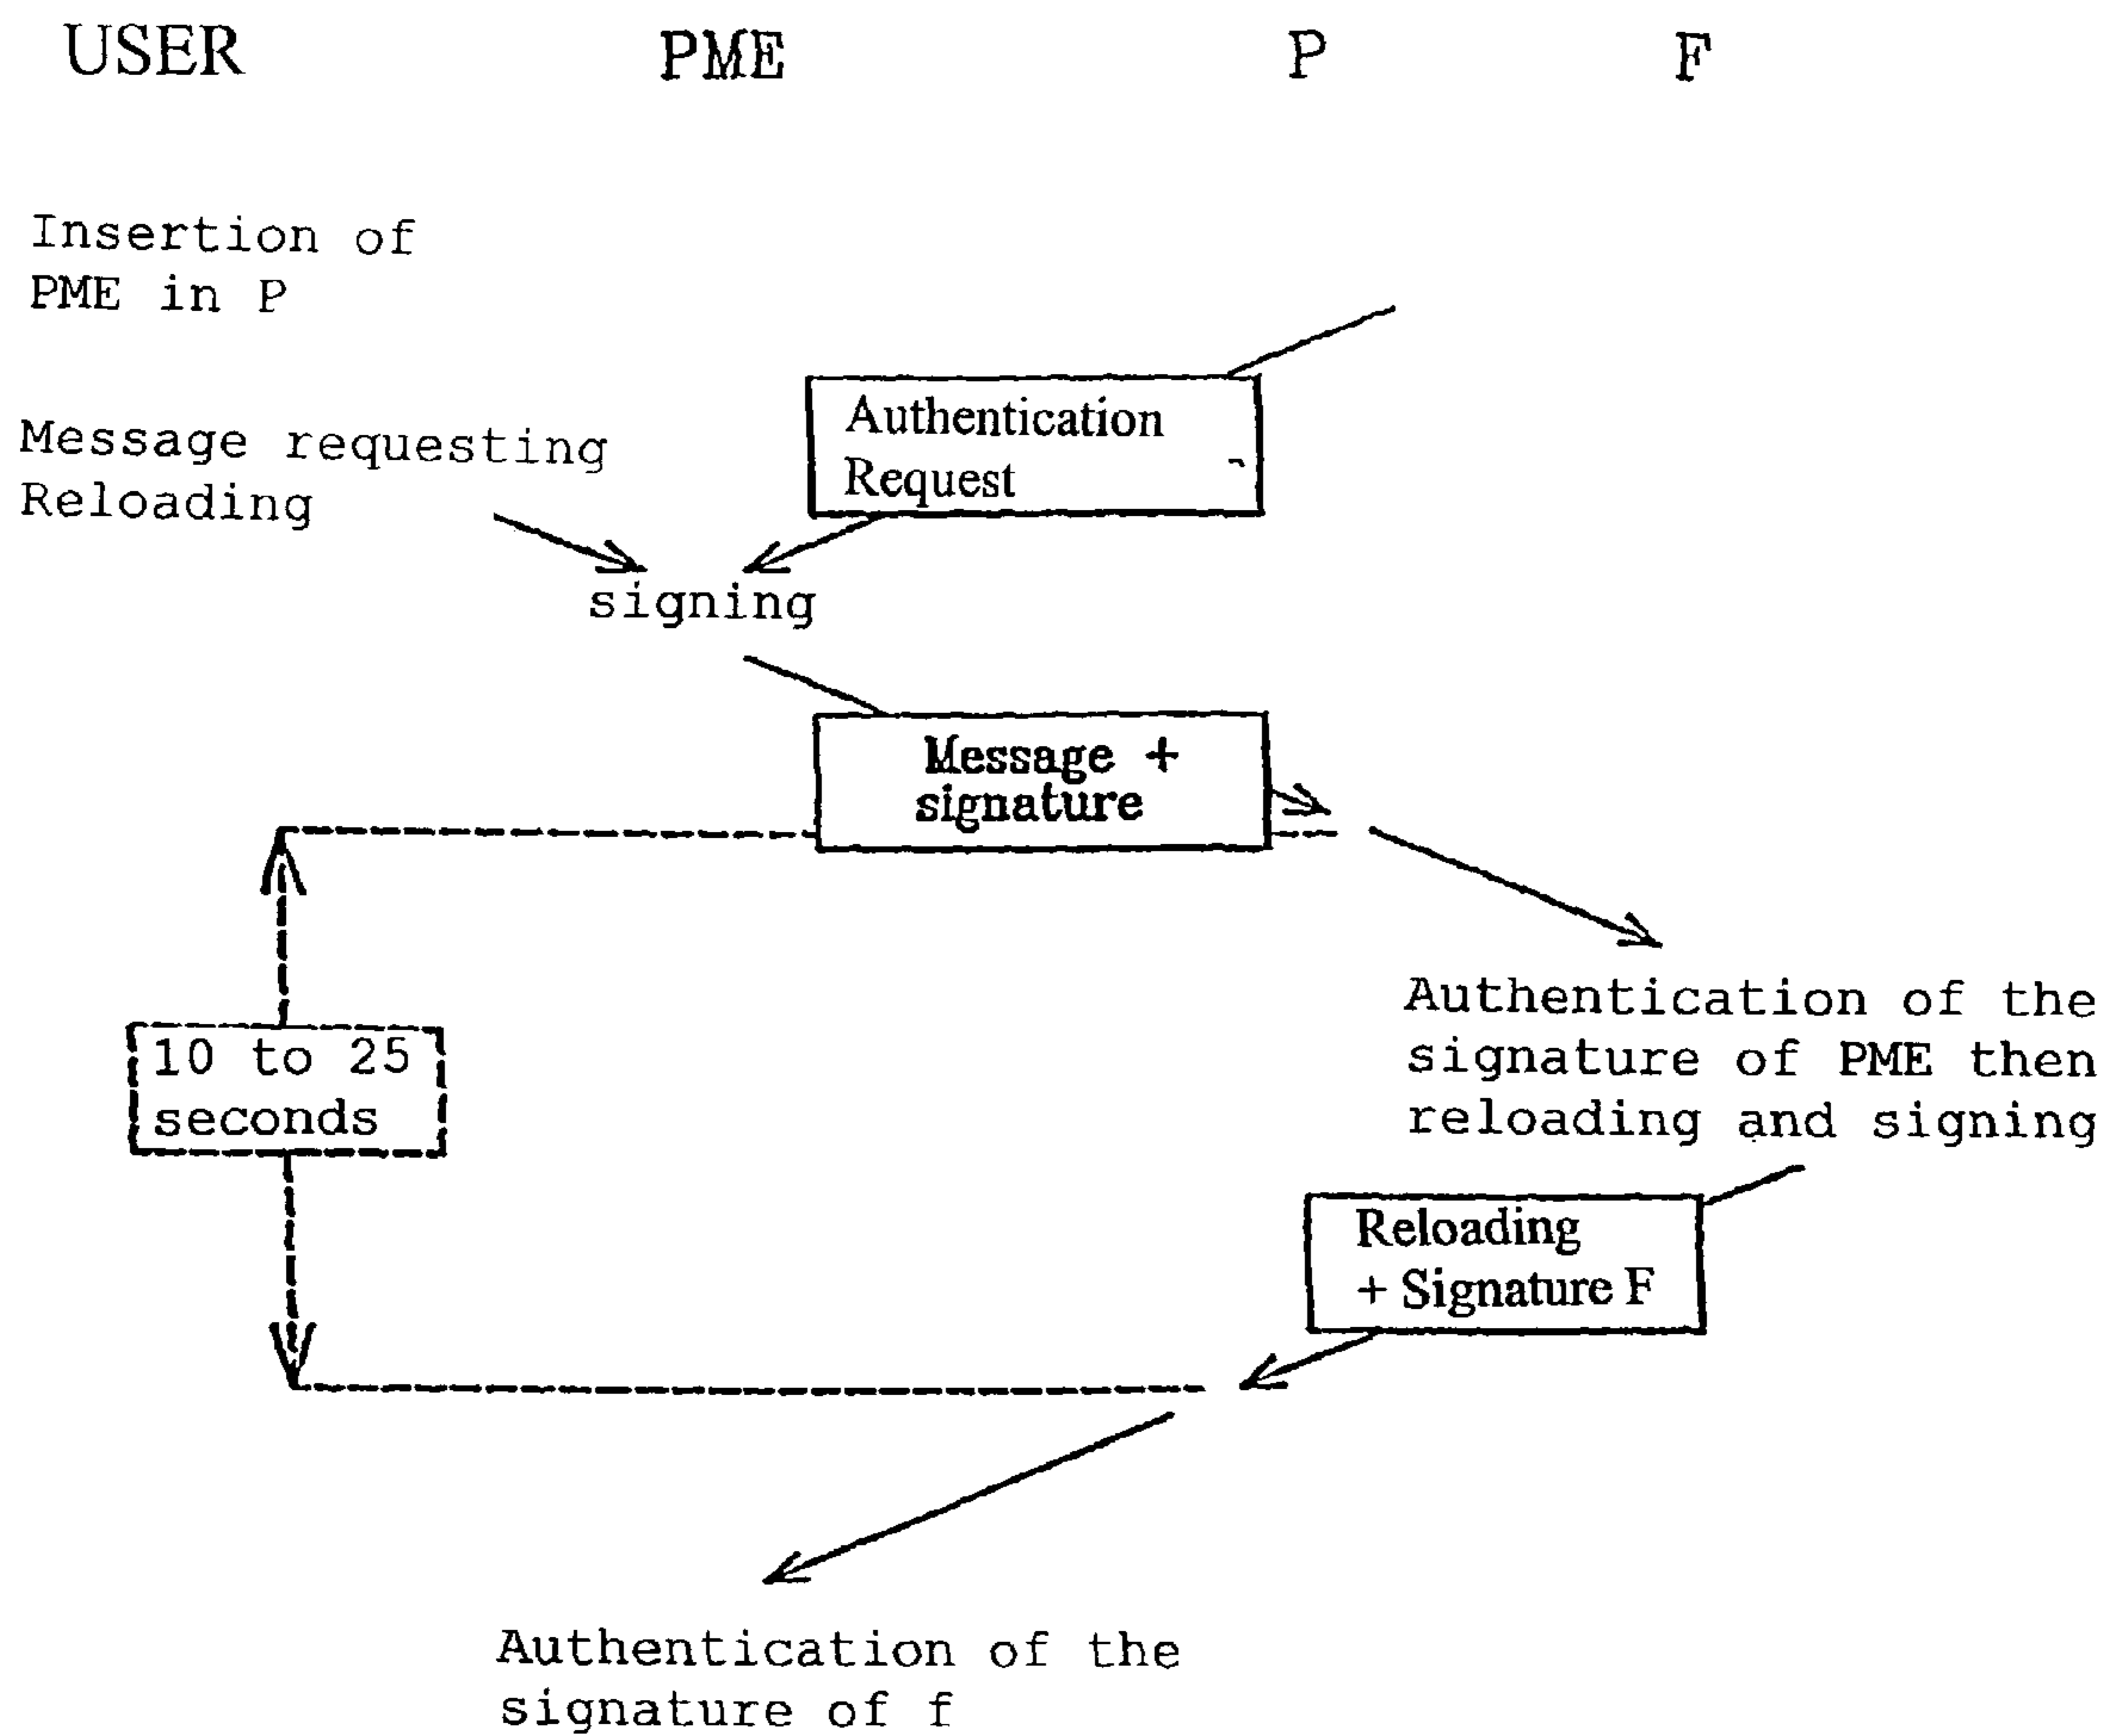 USER PME P F
Insertion of
PME in P
Authentication
Request
Message requesting
Reloading
signing
Message +
signature
10 to 25
seconds
Authentication of the
signature of PME then
reloading and signing
Reloading
+ Signature F
Authentication of the
signature of f